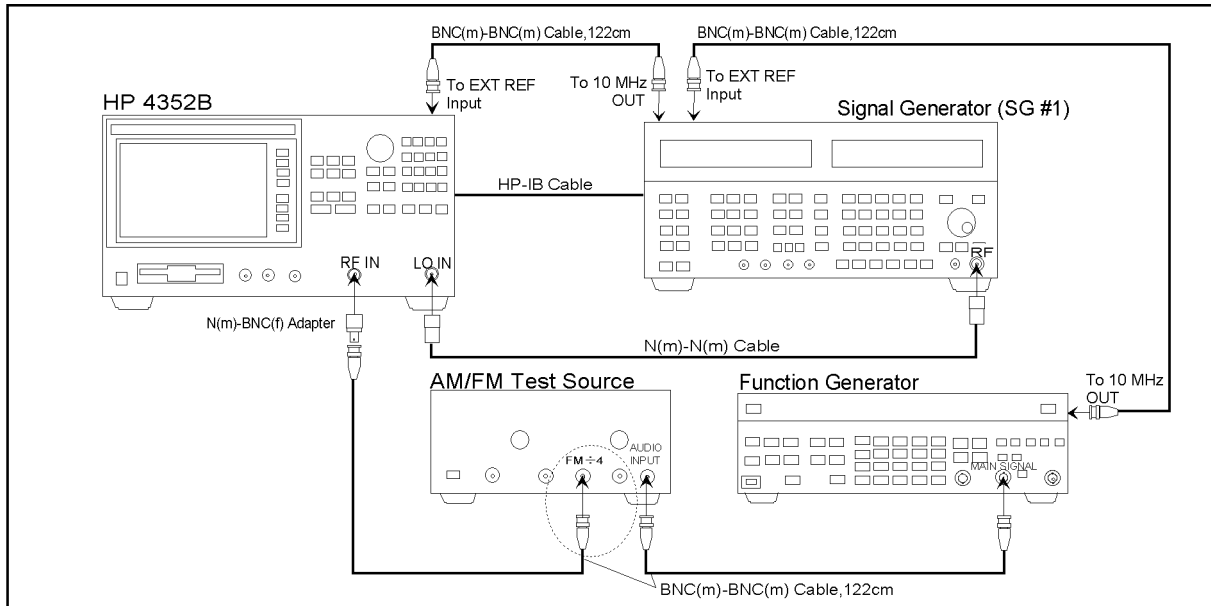 BNC(m)-BNC(m) Cable,122cm
BNC(m)-BNC(m) Cable,122cm
To EXT REF
Input
To 10 MHz
OUT
To EXT REF
Input
HP 4352B
Signal Generator (SG #1)
HP-IB Cable
RF IN
LO IN
RF
N(m)-BNC(f) Adapter
N(m)-N(m) Cable
AM/FM Test Source
Function Generator
To 10 MHz
OUT
FM÷4
AUDIO
INPUT
MAIN SIGNAL
BNC(m)-BNC(m) Cable,122cm